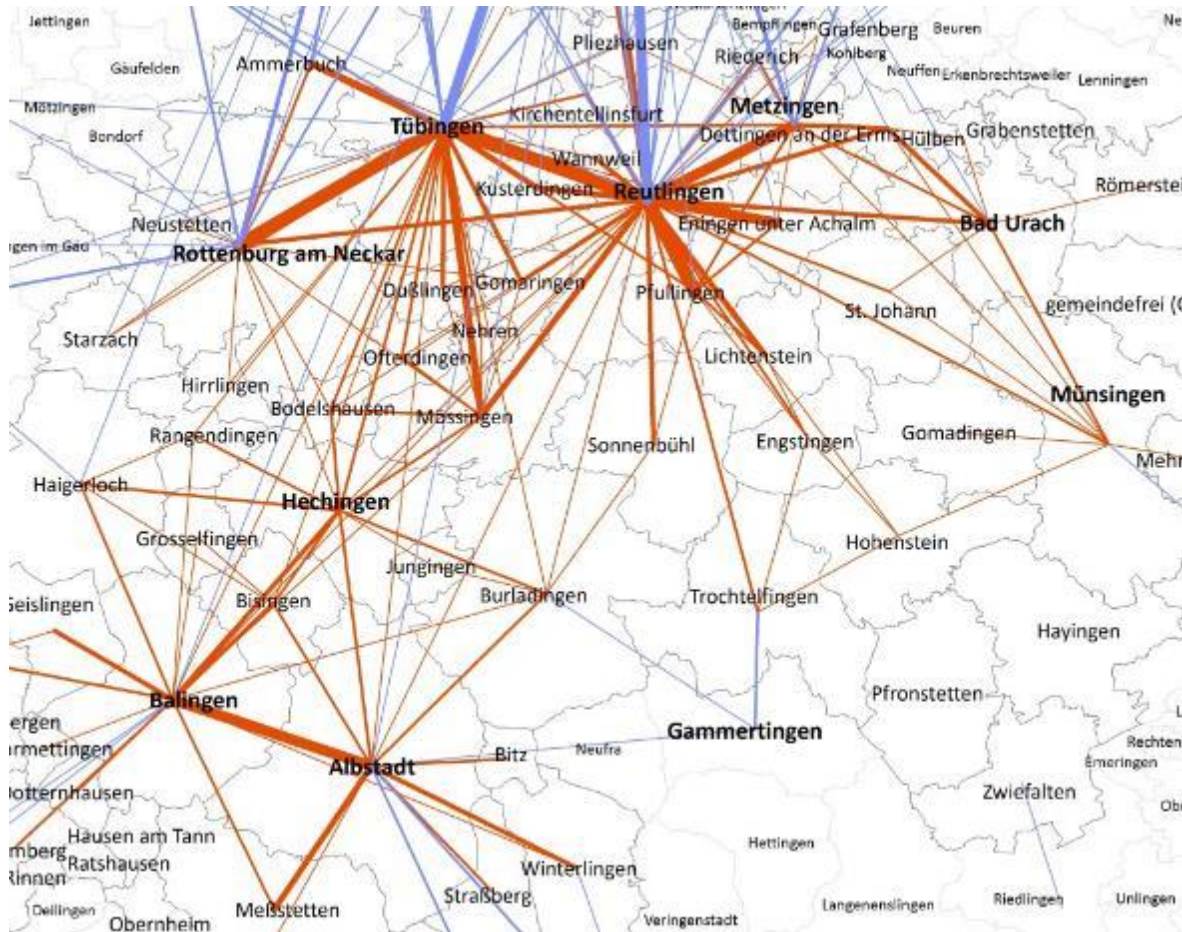 Jettingen
Pliezhausen
Bempflingen
Grafenberg
Beuren
Gäufelden
Ammerbuch
Riederich
Kohlberg
Neuffen
Erkenbrechtsweiler
Lenningen
Mötzingen
Bondorf
Tübingen
Kirchentellinsfurt
Metzingen
Dettingen an der Erms
Hülben
Grabenstetten
Wannweil
Kusterdingen
Reutlingen
Römerstei
Neustetten
Eningen unter Achalm
Bad Urach
ngen im Gäu
Rottenburg am Neckar
Dußlingen
Gomaringen
Pfullingen
St. Johann
gemeindefrei (G
Starzach
Nehren
Ofterdingen
Lichtenstein
Hirrlingen
Bodelshausen
Mössingen
Münsingen
Rangendingen
Sonnenbühl
Engstingen
Gomadingen
Mehr
Haigerloch
Hechingen
Grosselfingen
Hohenstein
Jungingen
Geislingen
Bisingen
Burladingen
Trochtelfingen
Hayingen
Balingen
Pfronstetten
ergen
ormettingen
Gammertingen
Albstadt
Bitz
Neufra
Rechten
Emeringen
Dotternhausen
Zwiefalten
Obe
Hausen am Tann
mberg
Ratshausen
Rinnen
Hettingen
Winterlingen
Straßberg
Deilingen
Obernheim
Meßstetten
Veringenstadt
Langenenslingen
Riedlingen
Unlingen